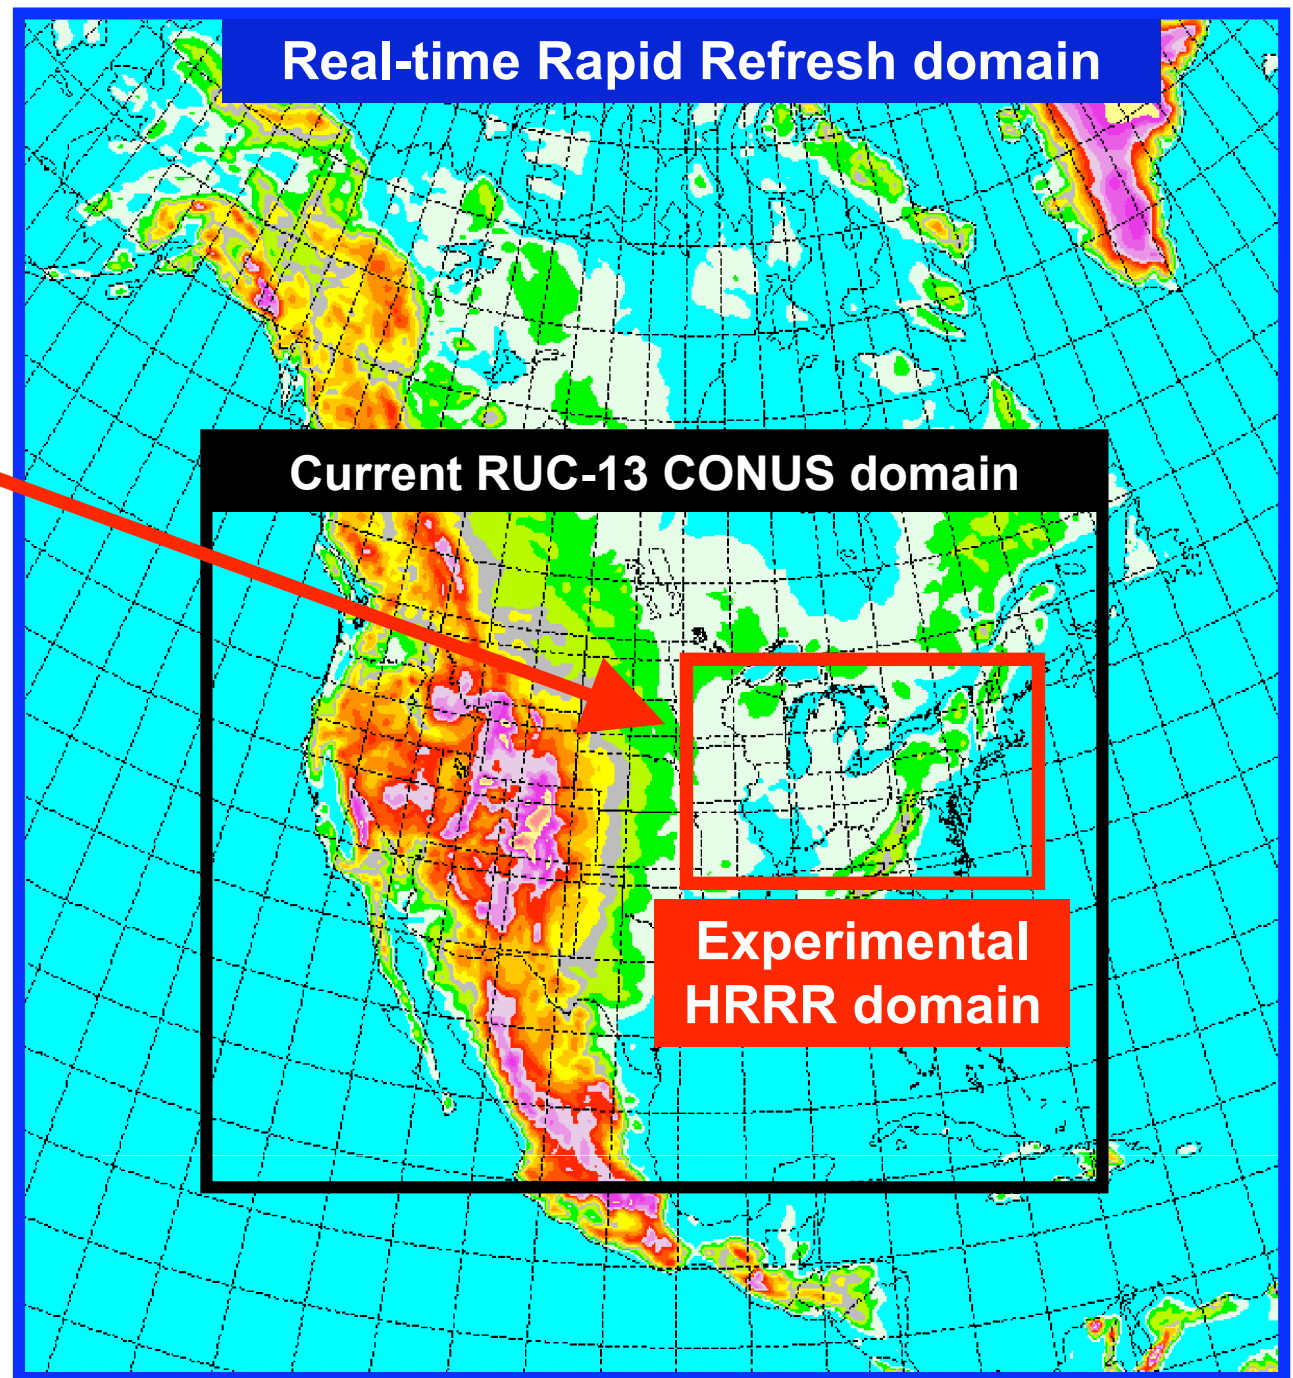 Real-time Rapid Refresh domain
Current RUC-13 CONUS domain
Experimental
HRRR domain